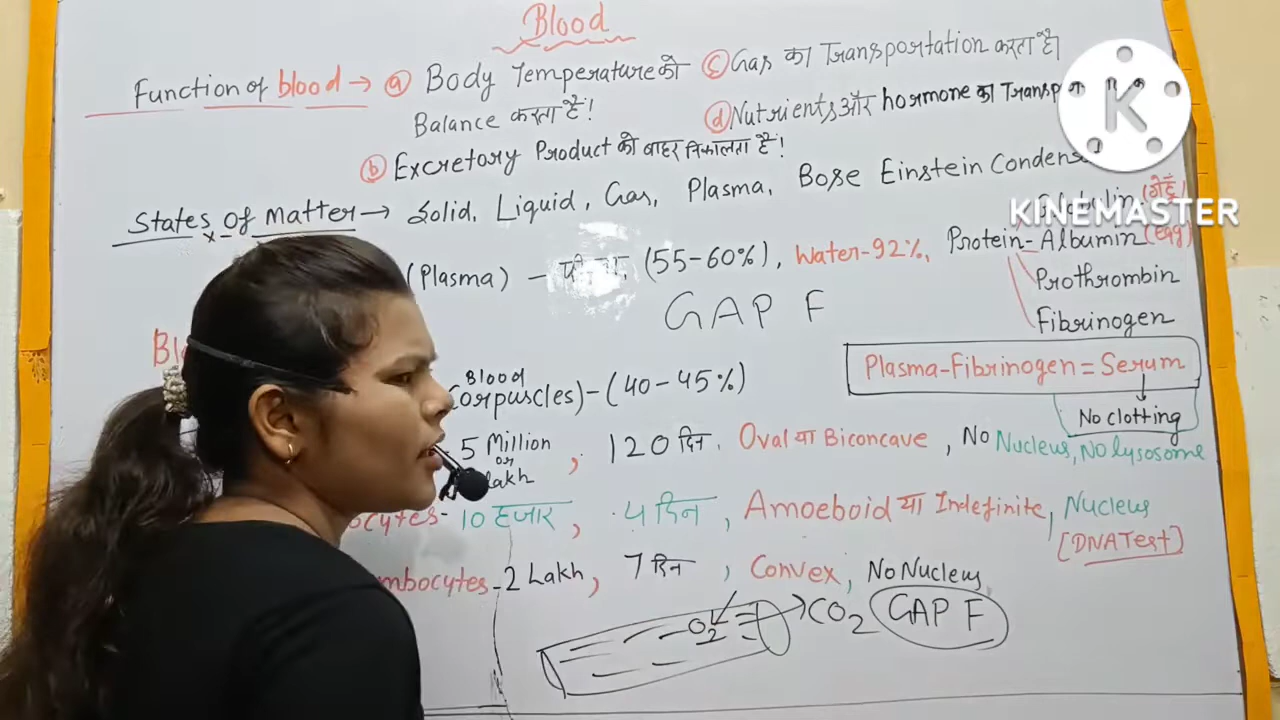 Blood
Function of blood → ⓐ Body Temperature को
Balance करता है!
ⓒ Gas का Transportation करता है।
ⓓ Nutrients और hormone का Transp
ⓑ Excretory Product को बाहर निकालता है!
States of matter → Solid, Liquid, Gas, Plasma, Bose Einstein Condens
(गेहूं)
KINEMASTER
(Plasma) – (55-60%), Water-92%, Protein- Albumin (egg)
Prothrombin
Fibrinogen
GAP F
Plasma-Fibrinogen = Serum
No clotting
Blood
Corpuscles) – (40-45%)
5 Million
or
lakh
, 120 दिन, Oval या Biconcave, No Nucleus, No lysosome
ocytes- 10 हजार, 4 दिन, Amoeboid या Indefinite, Nucleus
[DNA Test]
mbocytes- 2 Lakh, 7 दिन, Convex, No Nucleus,
O2 → CO2 GAP F